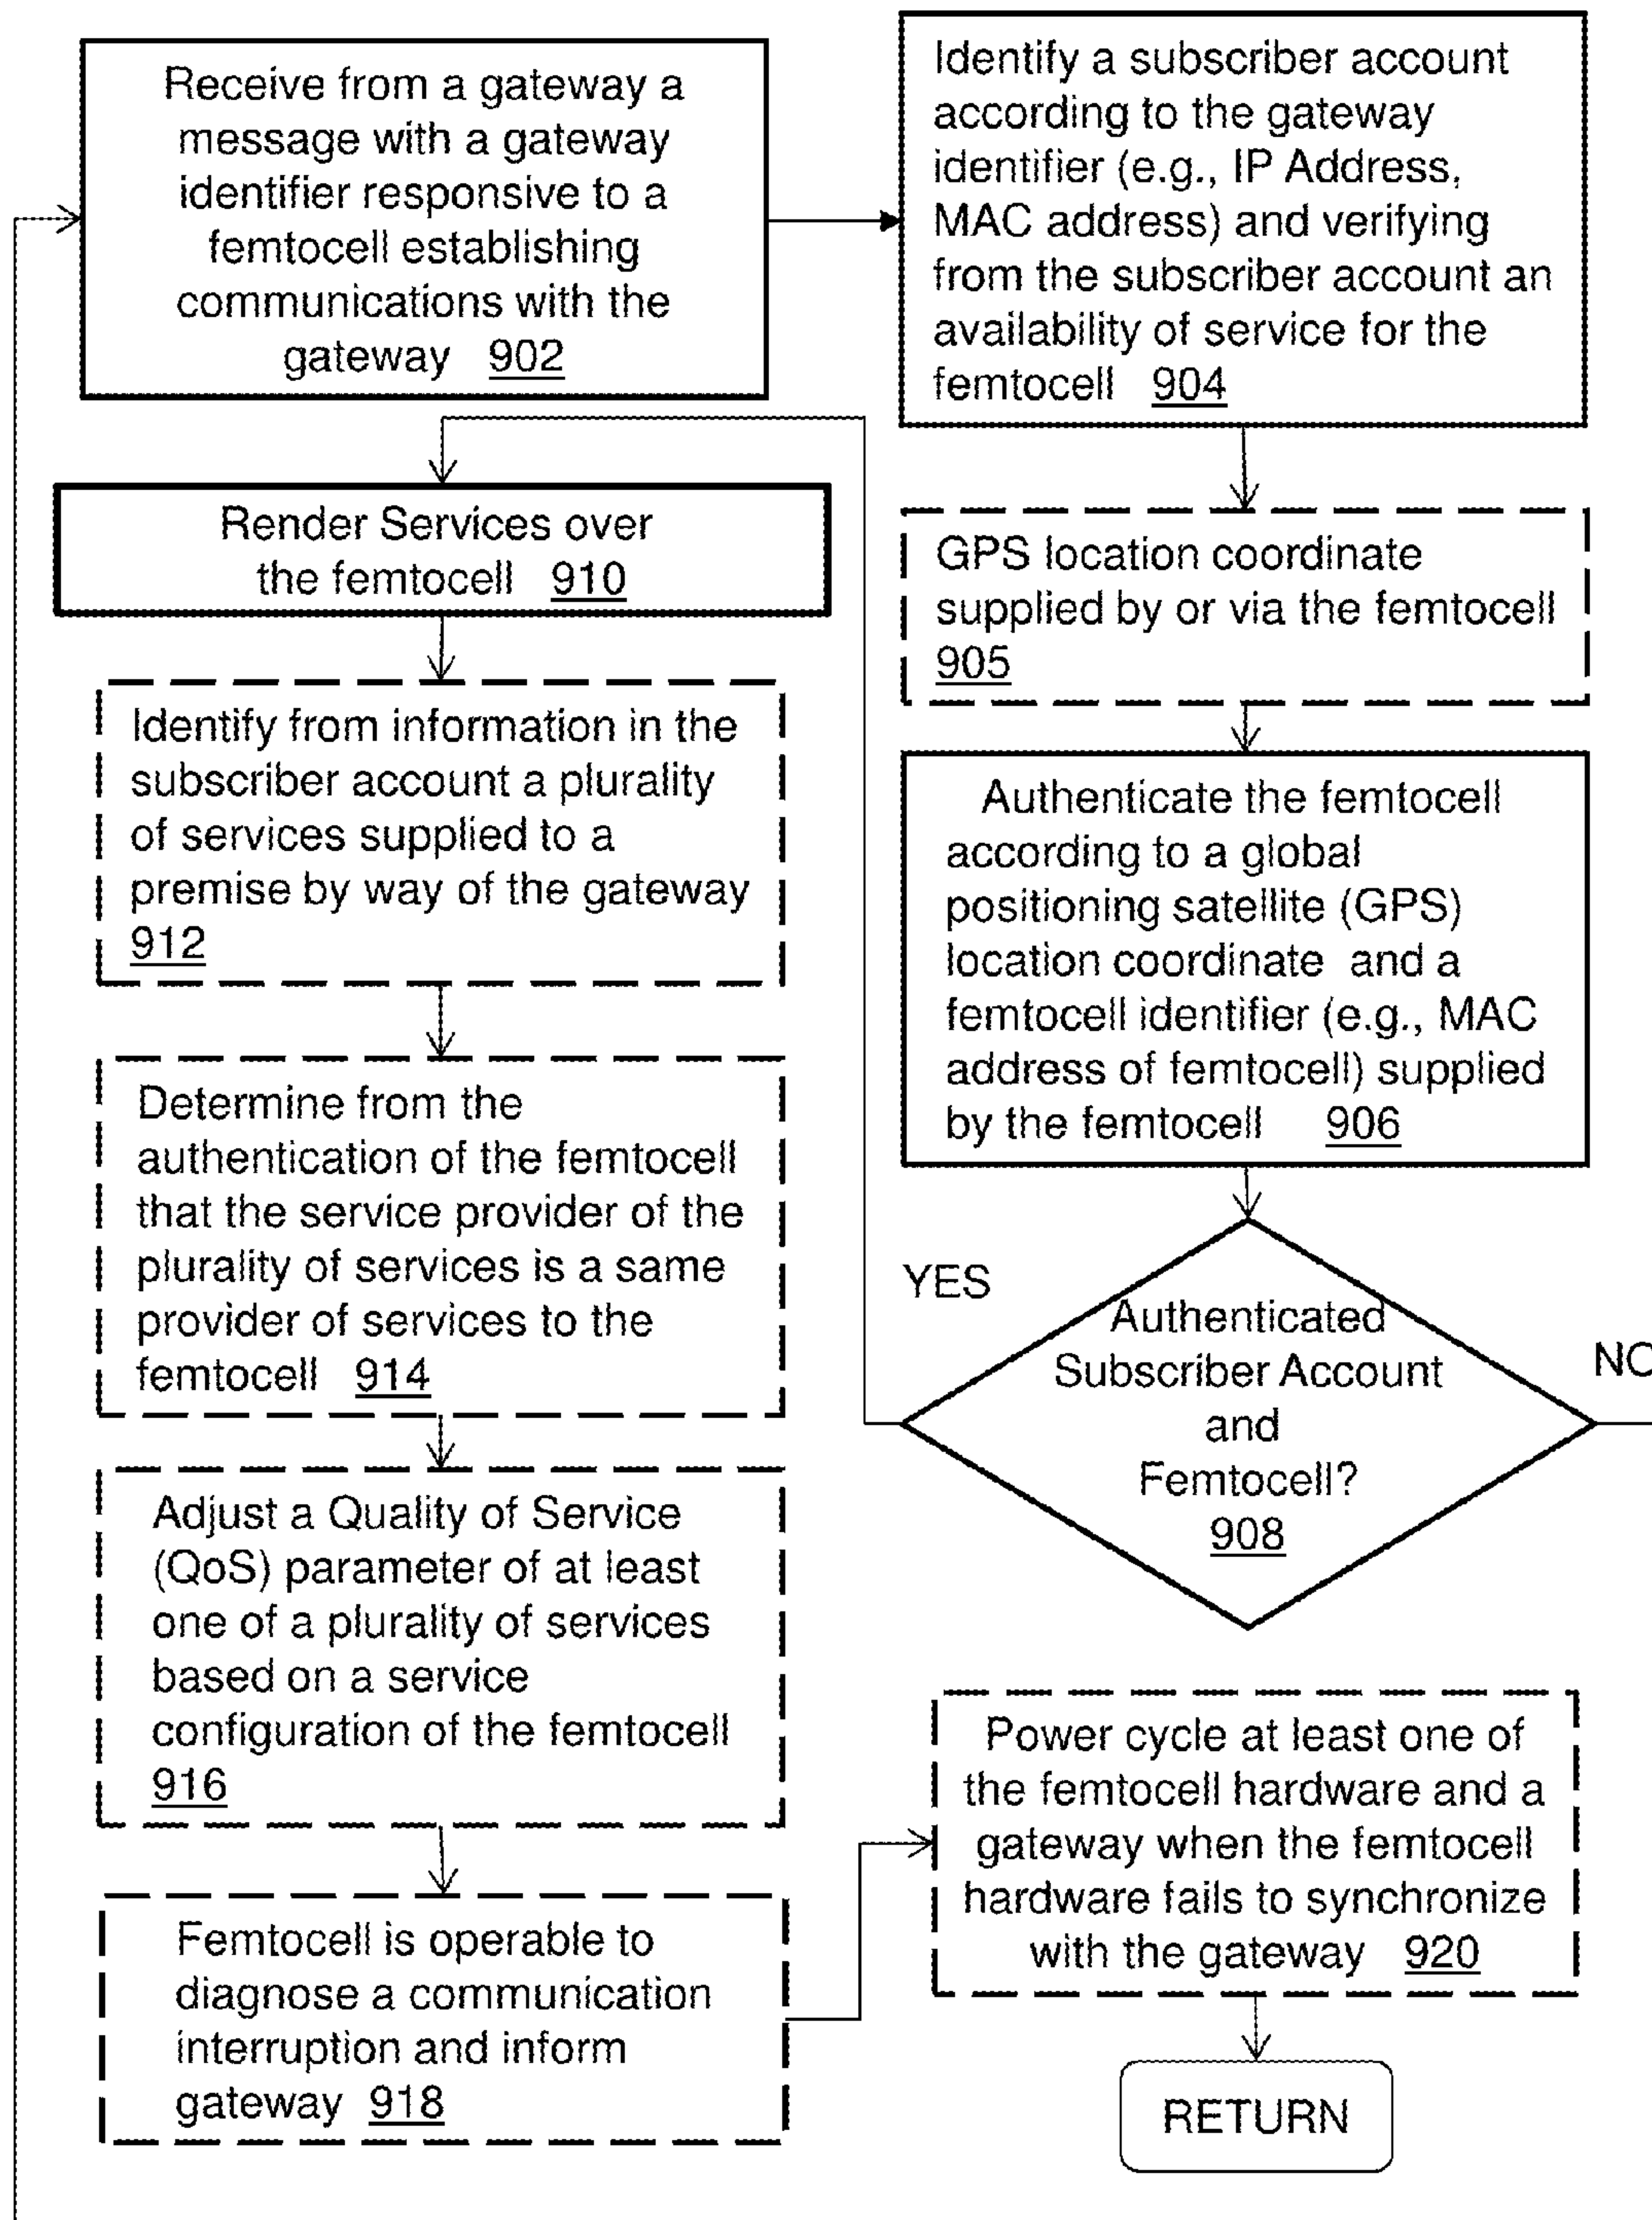 Receive from a gateway a
message with a gateway
identifier responsive to a
femtocell establishing
communications with the
gateway 902
Identify a subscriber account
according to the gateway
identifier (e.g., IP Address,
MAC address) and verifying
from the subscriber account an
availability of service for the
femtocell 904
GPS location coordinate
supplied by or via the femtocell
905
Authenticate the femtocell
according to a global
positioning satellite (GPS)
location coordinate and a
femtocell identifier (e.g., MAC
address of femtocell) supplied
by the femtocell 906
YES
Authenticated
Subscriber Account
and
Femtocell?
908
NO
Render Services over
the femtocell 910
Identify from information in the
subscriber account a plurality
of services supplied to a
premise by way of the gateway
912
Determine from the
authentication of the femtocell
that the service provider of the
plurality of services is a same
provider of services to the
femtocell 914
Adjust a Quality of Service
(QoS) parameter of at least
one of a plurality of services
based on a service
configuration of the femtocell
916
Femtocell is operable to
diagnose a communication
interruption and inform
gateway 918
Power cycle at least one of
the femtocell hardware and a
gateway when the femtocell
hardware fails to synchronize
with the gateway 920
RETURN